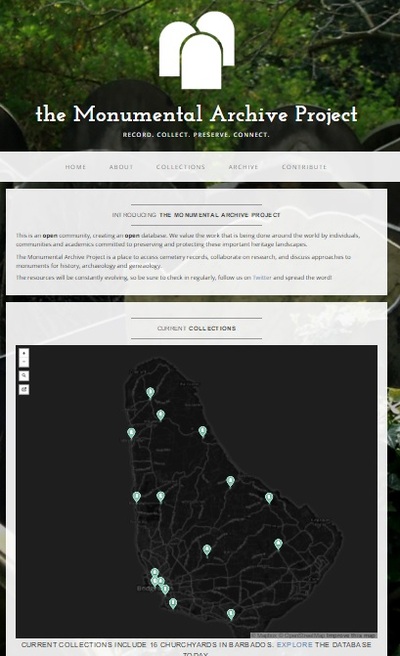 the Monumental Archive Project
RECORD. COLLECT. PRESERVE. CONNECT.
HOME ABOUT COLLECTIONS ARCHIVE CONTRIBUTE
INTRODUCING THE MONUMENTAL ARCHIVE PROJECT
This is an open community, creating an open database. We value the work that is being done around the world by individuals,
communities and academics committed to preserving and protecting these important heritage landscapes.
The Monumental Archive Project is a place to access cemetery records, collaborate on research, and discuss approaches to
monuments for history, archaeology and geneaology.
The resources will be constantly evolving, so be sure to check in regularly, follow us on Twitter and spread the word!
CURRENT COLLECTIONS
© Mapbox © OpenStreetMap Improve this map
CURRENT COLLECTIONS INCLUDE 16 CHURCHYARDS IN BARBADOS. EXPLORE THE DATABASE
TODAY